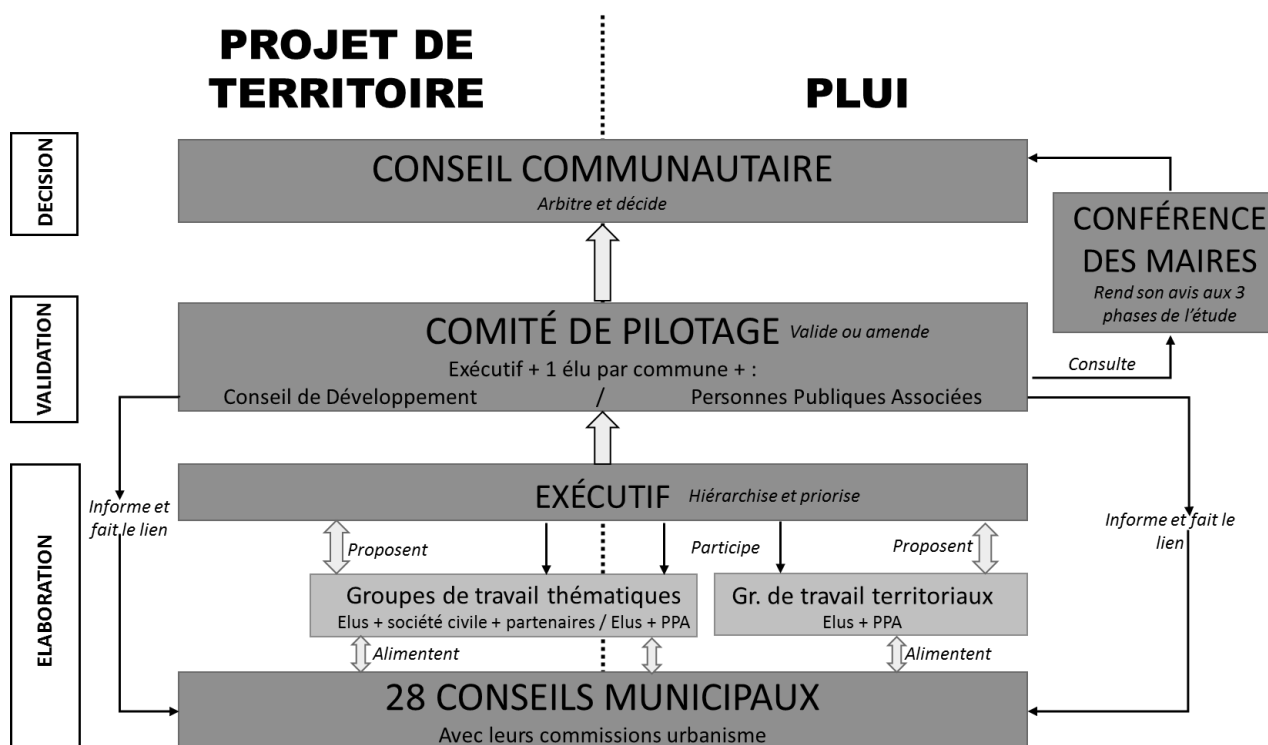 PROJET DE
TERRITOIRE
PLUI
DECISION
CONSEIL COMMUNAUTAIRE
Arbitre et décide
CONFÉRENCE
DES MAIRES
Rend son avis aux 3
phases de l'étude
VALIDATION
COMITÉ DE PILOTAGE Valide ou amende
Exécutif + 1 élu par commune + :
Conseil de Développement / Personnes Publiques Associées
Consulte
ELABORATION
Informe et
fait le lien
EXÉCUTIF Hiérarchise et priorise
Informe et fait le
lien
Proposent
Participe
Proposent
Groupes de travail thématiques
Elus + société civile + partenaires / Elus + PPA
Gr. de travail territoriaux
Elus + PPA
Alimentent
Alimentent
28 CONSEILS MUNICIPAUX
Avec leurs commissions urbanisme